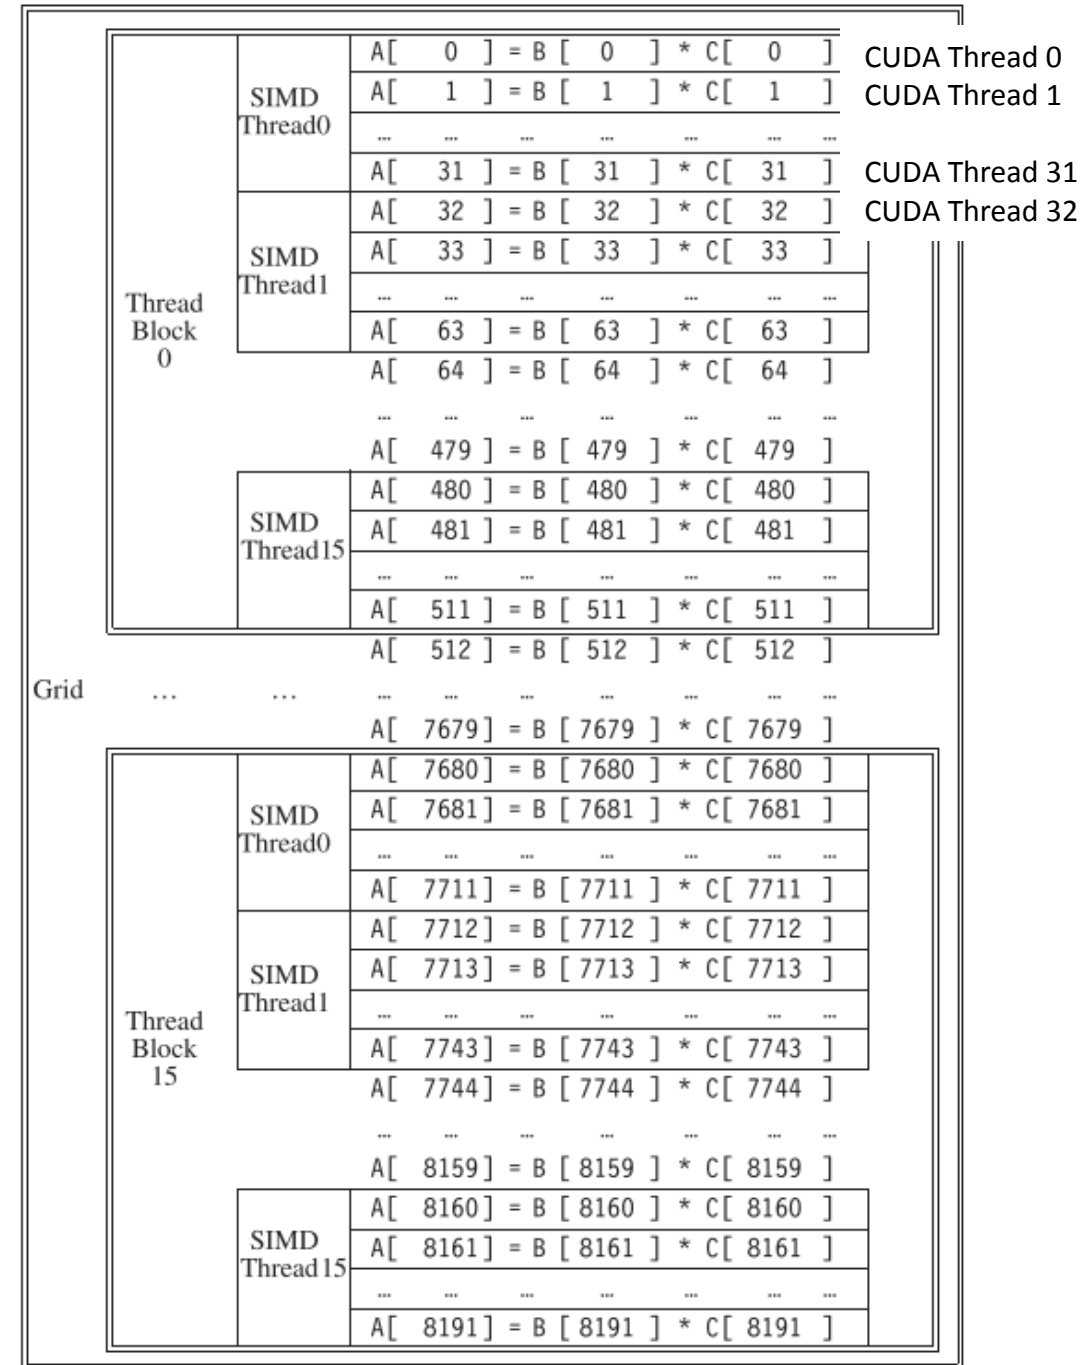 A[ 0 ] = B [ 0 ] * C[ 0 ] CUDA Thread 0
SIMD A[ 1 ] = B [ 1 ] * C[ 1 ] CUDA Thread 1
Thread0
... ... ... ... ... ... ...
A[ 31 ] = B [ 31 ] * C[ 31 ] CUDA Thread 31
A[ 32 ] = B [ 32 ] * C[ 32 ] CUDA Thread 32
SIMD A[ 33 ] = B [ 33 ] * C[ 33 ]
Thread1
Thread ... ... ... ... ... ... ...
Block A[ 63 ] = B [ 63 ] * C[ 63 ]
0 A[ 64 ] = B [ 64 ] * C[ 64 ]
... ... ... ... ... ... ...
A[ 479 ] = B [ 479 ] * C[ 479 ]
A[ 480 ] = B [ 480 ] * C[ 480 ]
SIMD A[ 481 ] = B [ 481 ] * C[ 481 ]
Thread15
... ... ... ... ... ... ...
A[ 511 ] = B [ 511 ] * C[ 511 ]
A[ 512 ] = B [ 512 ] * C[ 512 ]
Grid ... ... ... ... ... ... ... ... ...
A[ 7679] = B [ 7679 ] * C[ 7679 ]
A[ 7680] = B [ 7680 ] * C[ 7680 ]
SIMD A[ 7681] = B [ 7681 ] * C[ 7681 ]
Thread0
... ... ... ... ... ... ...
A[ 7711] = B [ 7711 ] * C[ 7711 ]
A[ 7712] = B [ 7712 ] * C[ 7712 ]
SIMD A[ 7713] = B [ 7713 ] * C[ 7713 ]
Thread1
Thread ... ... ... ... ... ... ...
Block A[ 7743] = B [ 7743 ] * C[ 7743 ]
15 A[ 7744] = B [ 7744 ] * C[ 7744 ]
... ... ... ... ... ... ...
A[ 8159] = B [ 8159 ] * C[ 8159 ]
A[ 8160] = B [ 8160 ] * C[ 8160 ]
SIMD A[ 8161] = B [ 8161 ] * C[ 8161 ]
Thread15
... ... ... ... ... ... ...
A[ 8191] = B [ 8191 ] * C[ 8191 ]